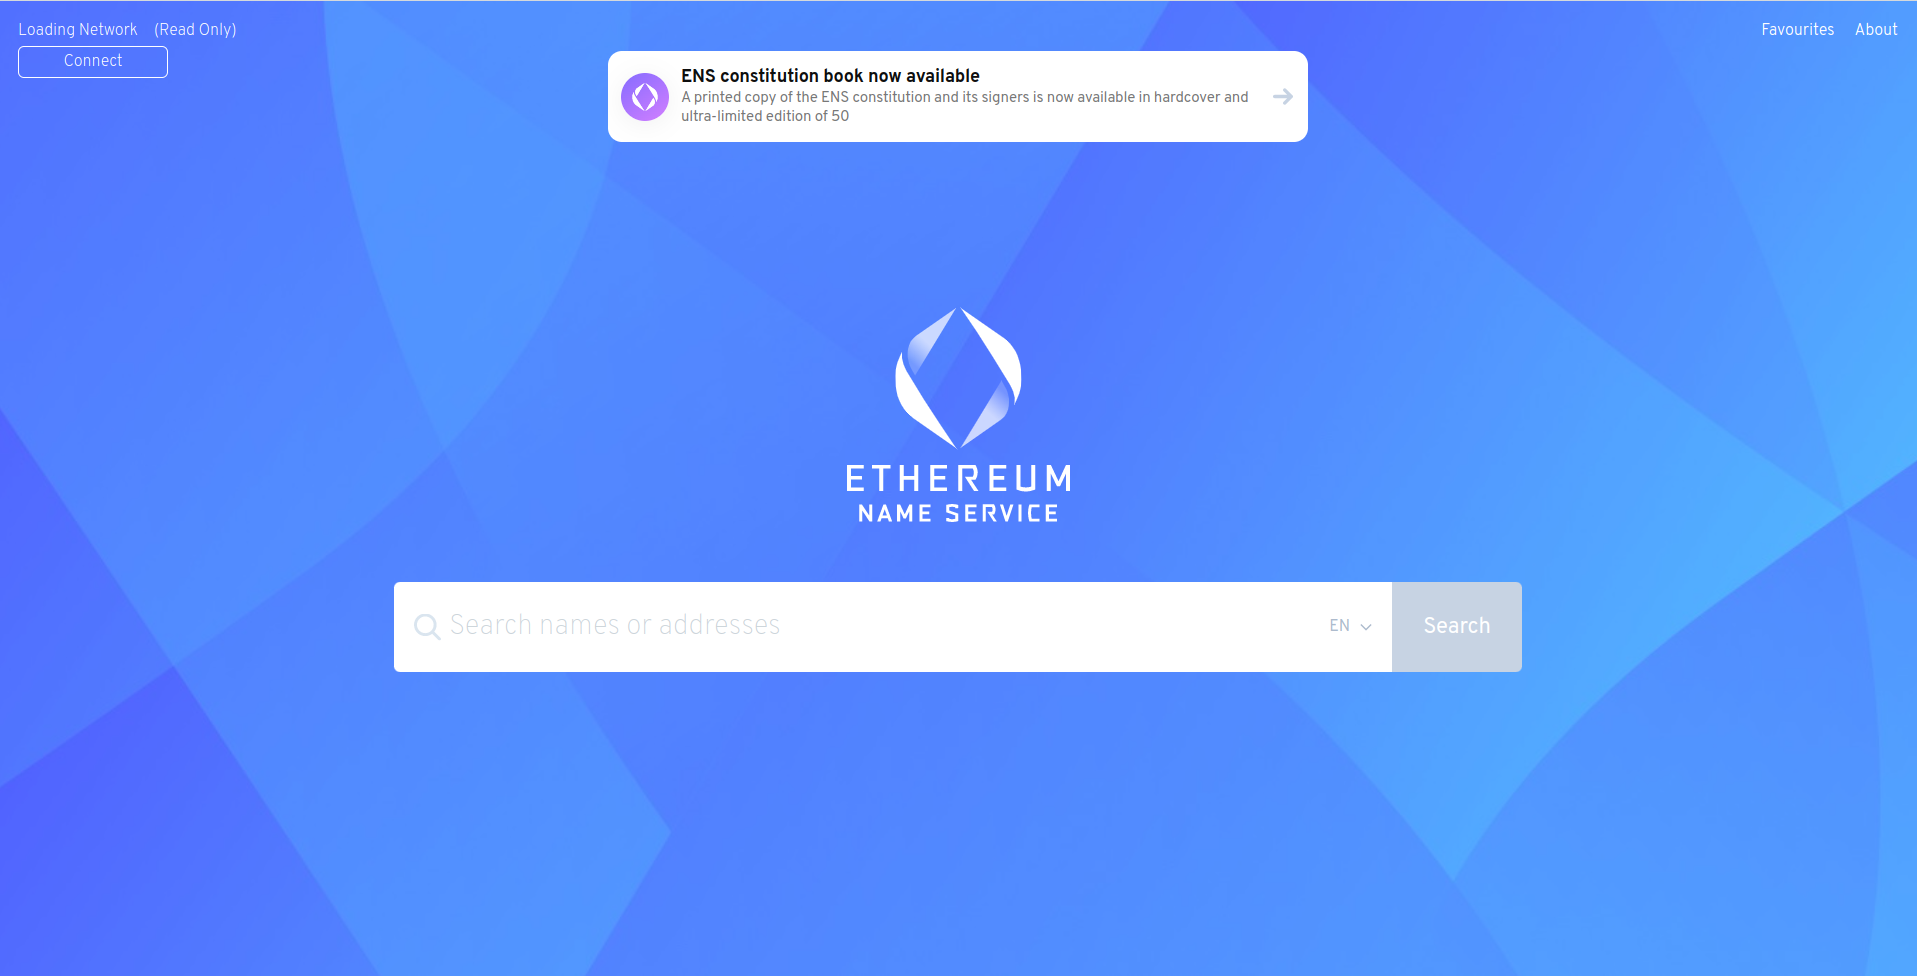 Loading Network (Read Only)
Connect
Favourites About
ENS constitution book now available
A printed copy of the ENS constitution and its signers is now available in hardcover and
ultra-limited edition of 50
ETHEREUM
NAME SERVICE
Search names or addresses
EN
Search